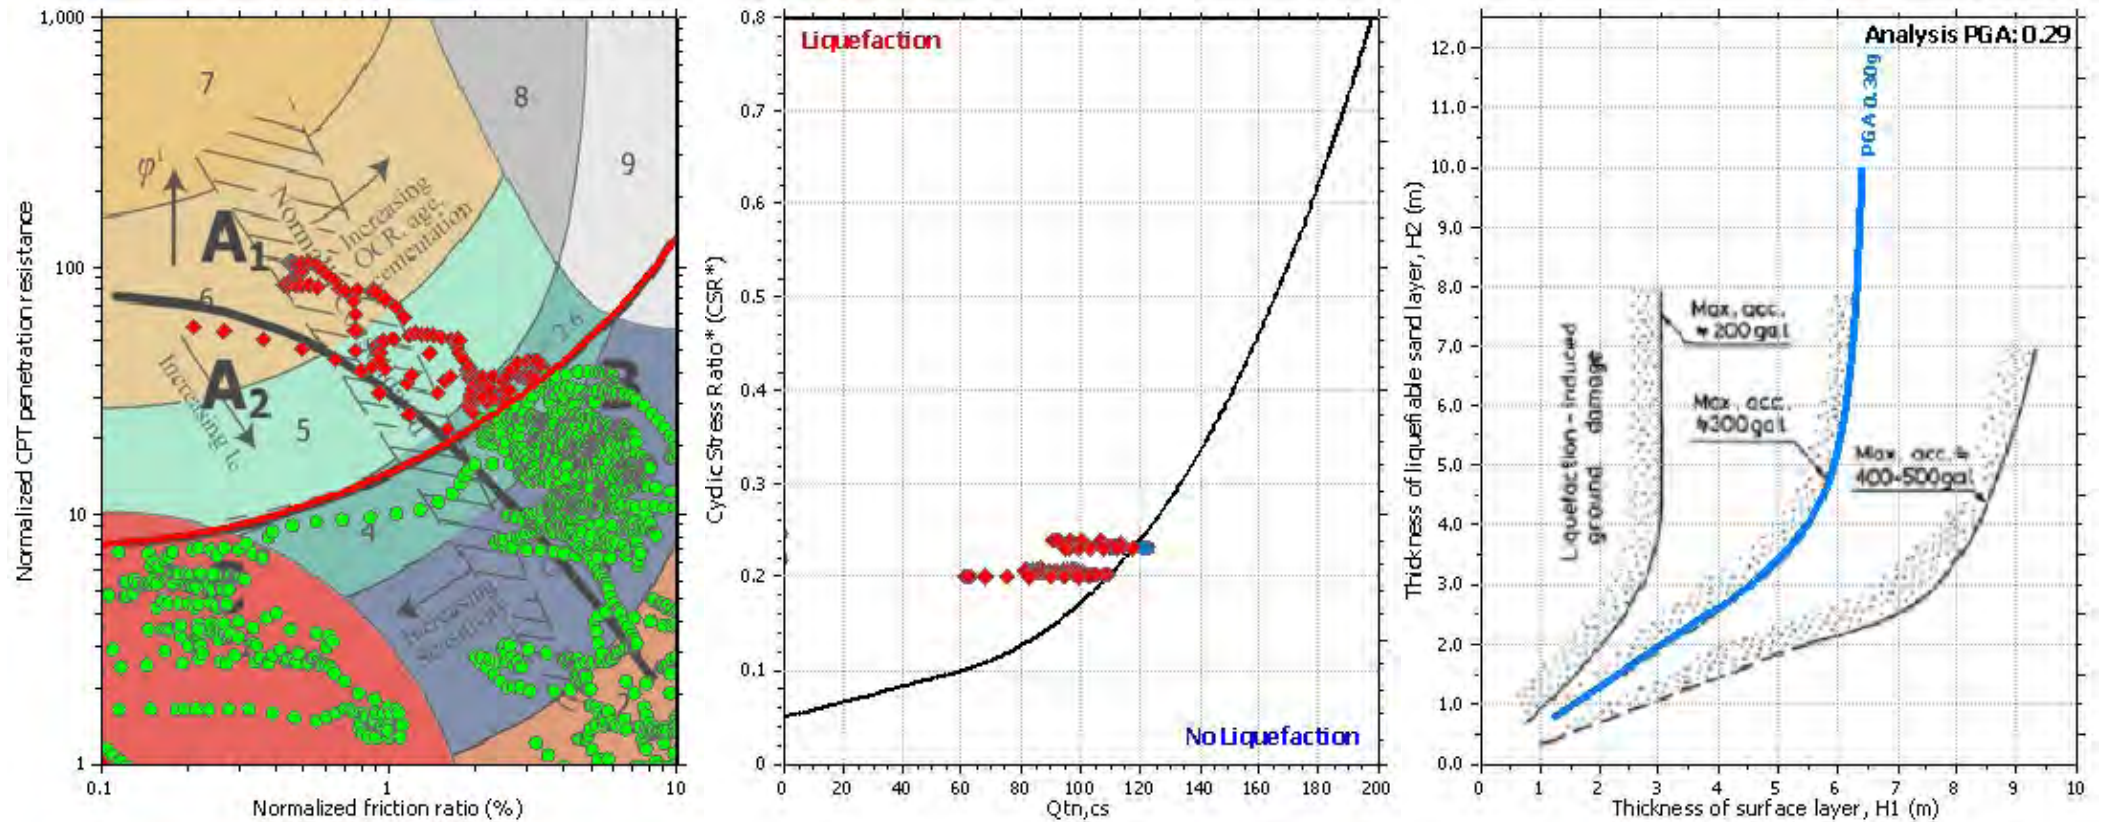 1,000
100
10
1
Normalized CPT penetration resistance
0.1
1
10
Normalized friction ratio (%)
7
8
9
φ'
A1
Increasing
OCR, age,
cementation
6
A2
Increasing Ic
5
2.6
4
Increasing
sensitivity
Liquefaction
No Liquefaction
0.8
0.7
0.6
0.5
0.4
0.3
0.2
0.1
0
Cyclic Stress Ratio* (CSR*)
0
20
40
60
80
100
120
140
160
180
200
Qtn,cs
Analysis PGA: 0.29
PGA 0.30g
12.0
11.0
10.0
9.0
8.0
7.0
6.0
5.0
4.0
3.0
2.0
1.0
0.0
Thickness of liquefiable sand layer, H2 (m)
Liquefaction - induced
ground damage
Max. acc.
≒ 200 gal
Max. acc.
≒300 gal
Max. acc. ≒
400-500gal
0
1
2
3
4
5
6
7
8
9
10
Thickness of surface layer, H1 (m)